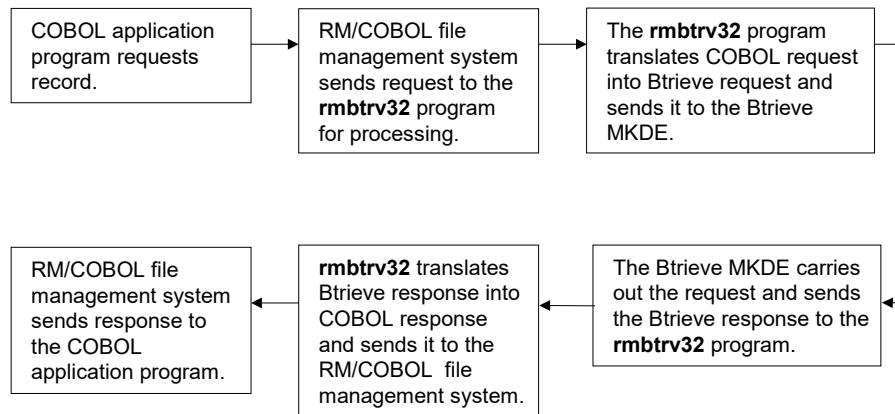 COBOL application
program requests
record.
RM/COBOL file
management system
sends request to the
rmbtrv32 program
for processing.
The rmbtrv32 program
translates COBOL request
into Btrieve request and
sends it to the Btrieve
MKDE.
The Btrieve MKDE carries
out the request and sends
the Btrieve response to the
rmbtrv32 program.
rmbtrv32 translates
Btrieve response into
COBOL response
and sends it to the
RM/COBOL file
management system.
RM/COBOL file
management system
sends response to
the COBOL
application program.